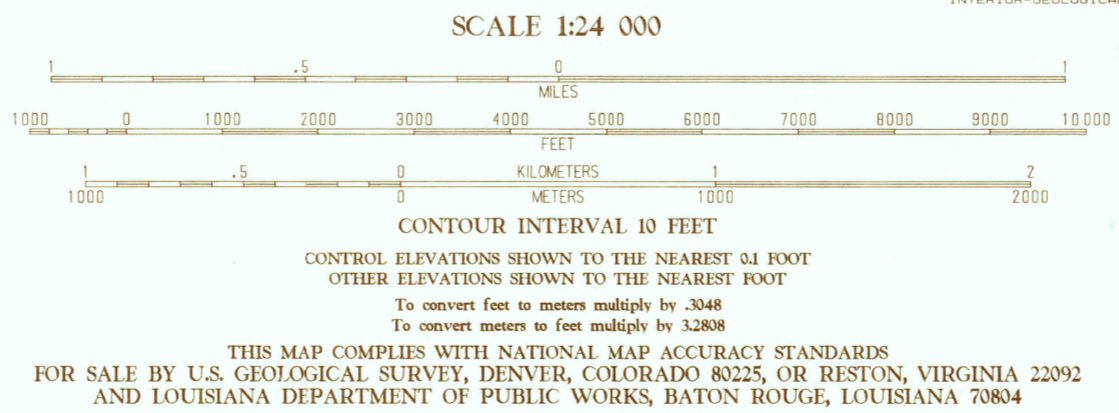 INTERIOR-GEOLOGICAL
SCALE 1:24 000
1 .5 0 1
MILES
1000 0 1000 2000 3000 4000 5000 6000 7000 8000 9000 10 000
FEET
1 .5 0 KILOMETERS 1 2
1000 0 METERS 1000 2000
CONTOUR INTERVAL 10 FEET
CONTROL ELEVATIONS SHOWN TO THE NEAREST 0.1 FOOT
OTHER ELEVATIONS SHOWN TO THE NEAREST FOOT
To convert feet to meters multiply by .3048
To convert meters to feet multiply by 3.2808
THIS MAP COMPLIES WITH NATIONAL MAP ACCURACY STANDARDS
FOR SALE BY U.S. GEOLOGICAL SURVEY, DENVER, COLORADO 80225, OR RESTON, VIRGINIA 22092
AND LOUISIANA DEPARTMENT OF PUBLIC WORKS, BATON ROUGE, LOUISIANA 70804